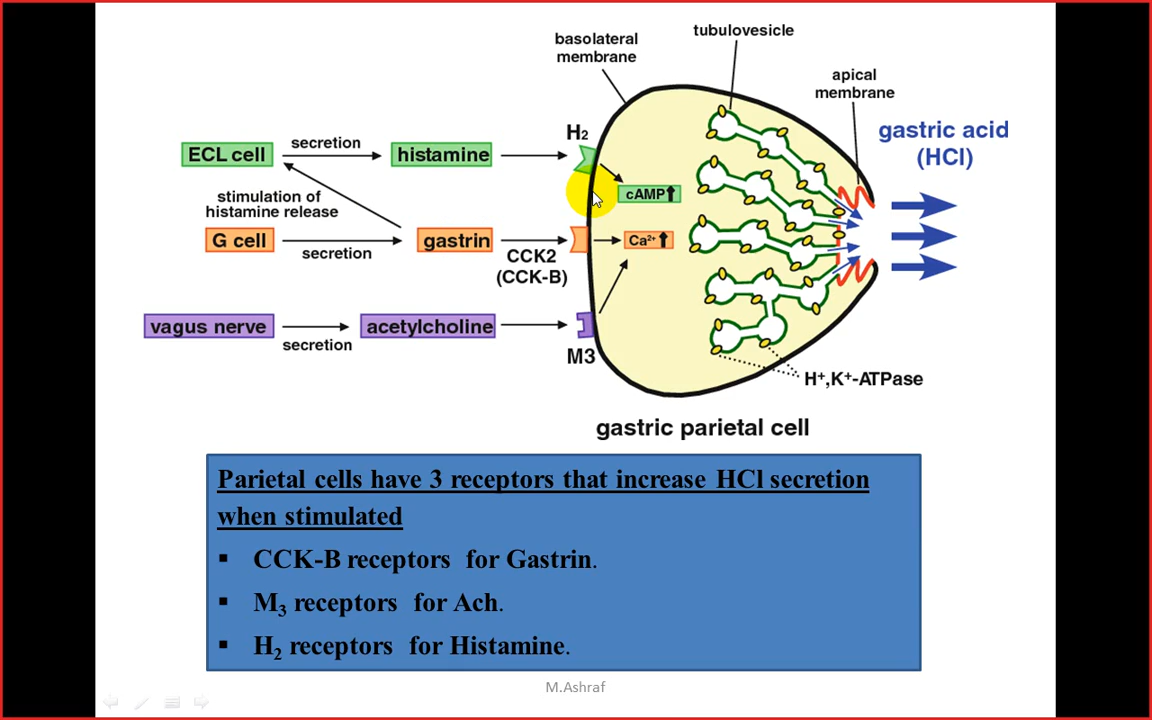 tubulovesicle
basolateral
membrane
apical
membrane
gastric acid
(HCl)
H2
ECL cell
secretion
histamine
cAMP
stimulation of
histamine release
G cell
secretion
gastrin
CCK2
(CCK-B)
Ca2+
vagus nerve
secretion
acetylcholine
M3
H+,K+-ATPase
gastric parietal cell
Parietal cells have 3 receptors that increase HCl secretion
when stimulated
▪ CCK-B receptors for Gastrin.
▪ M3 receptors for Ach.
▪ H2 receptors for Histamine.
M.Ashraf